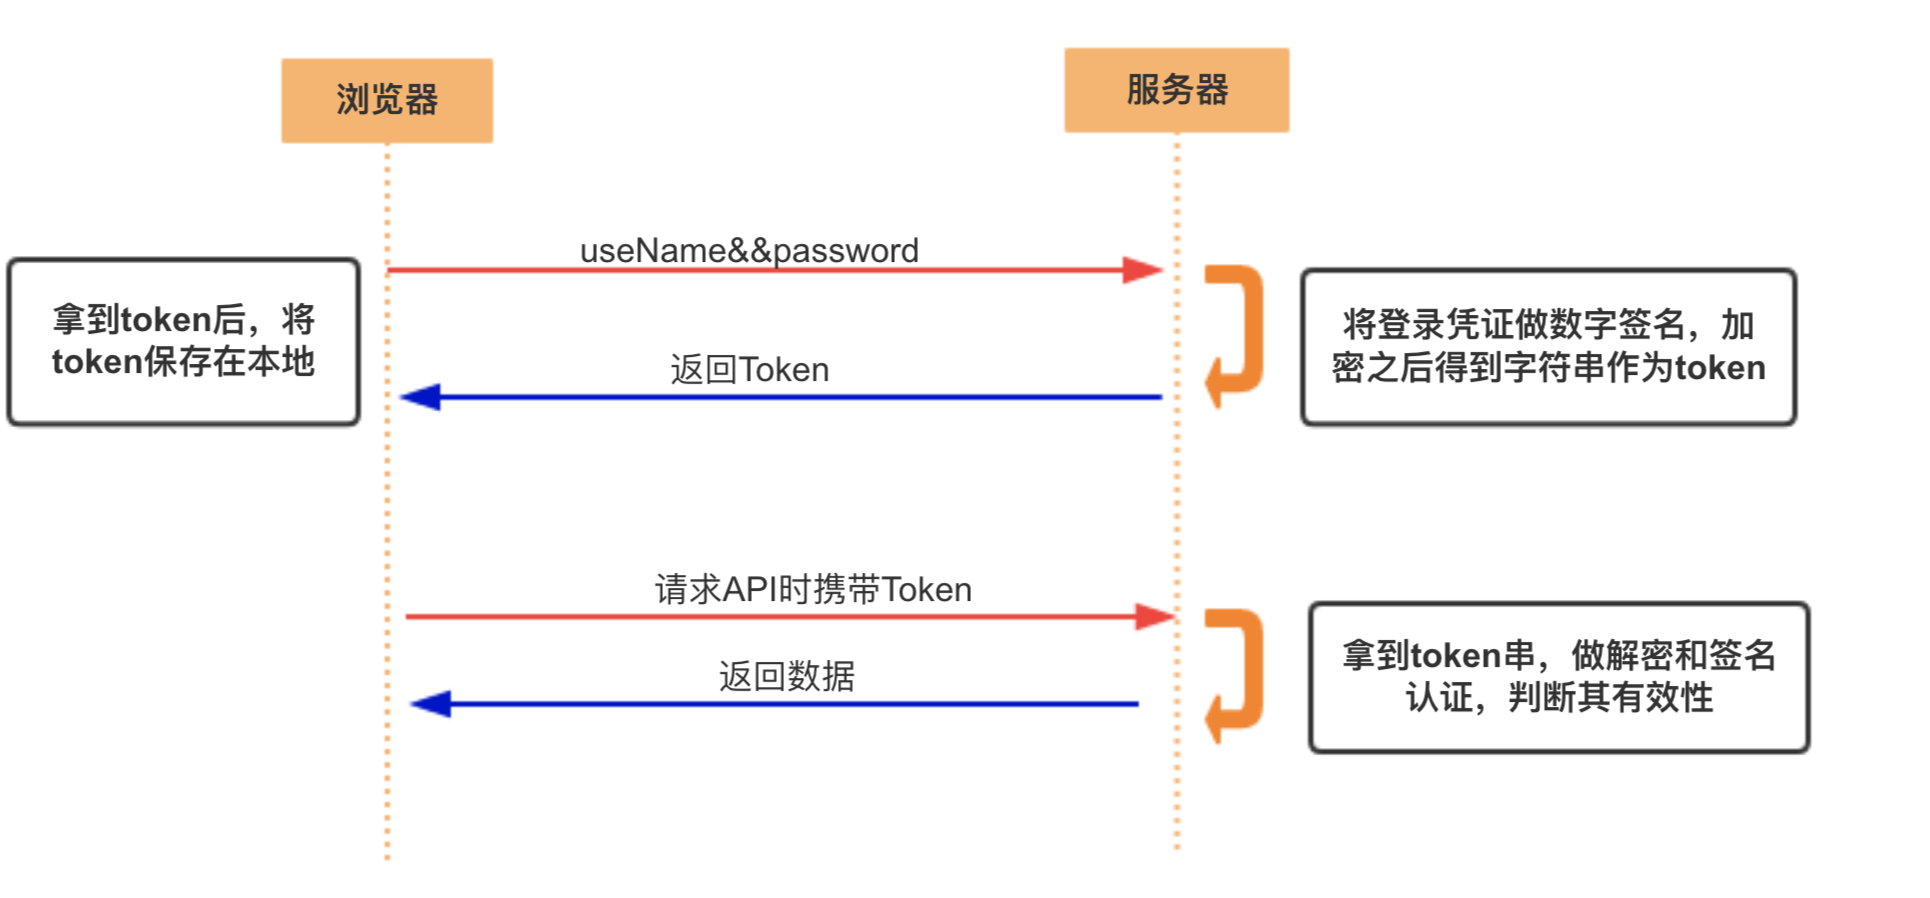 浏览器
服务器
useName&&password
拿到token后，将
token保存在本地
将登录凭证做数字签名，加
密之后得到字符串作为token
返回Token
请求API时携带Token
返回数据
拿到token串，做解密和签名
认证，判断其有效性